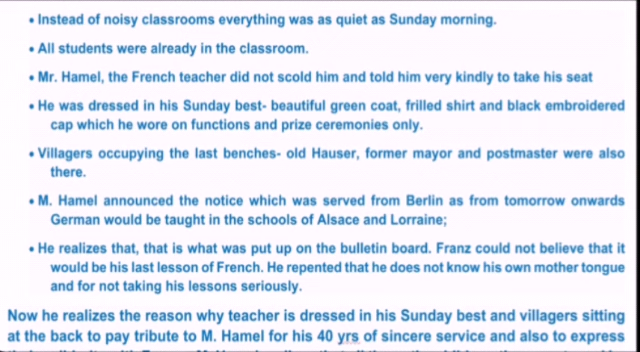 • Instead of noisy classrooms everything was as quiet as Sunday morning.
• All students were already in the classroom.
• Mr. Hamel, the French teacher did not scold him and told him very kindly to take his seat
• He was dressed in his Sunday best- beautiful green coat, frilled shirt and black embroidered
cap which he wore on functions and prize ceremonies only.
• Villagers occupying the last benches- old Hauser, former mayor and postmaster were also
there.
• M. Hamel announced the notice which was served from Berlin as from tomorrow onwards
German would be taught in the schools of Alsace and Lorraine;
• He realizes that, that is what was put up on the bulletin board. Franz could not believe that it
would be his last lesson of French. He repented that he does not know his own mother tongue
and for not taking his lessons seriously.
Now he realizes the reason why teacher is dressed in his Sunday best and villagers sitting
at the back to pay tribute to M. Hamel for his 40 yrs of sincere service and also to express